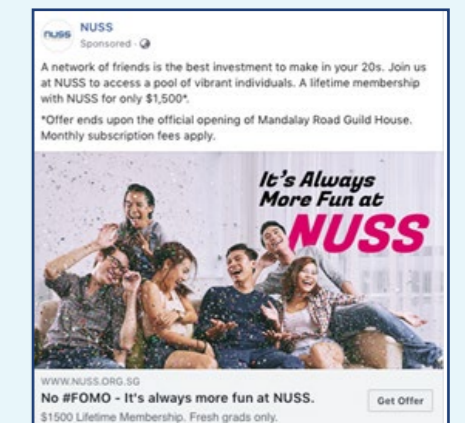 nuss
NUSS
Sponsored ·
A network of friends is the best investment to make in your 20s. Join us
at NUSS to access a pool of vibrant individuals. A lifetime membership
with NUSS for only $1,500*.
*Offer ends upon the official opening of Mandalay Road Guild House.
Monthly subscription fees apply.
It's Always
More Fun at
NUSS
WWW.NUSS.ORG.SG
No #FOMO - It's always more fun at NUSS.
Get Offer
$1500 Lifetime Membership. Fresh grads only.